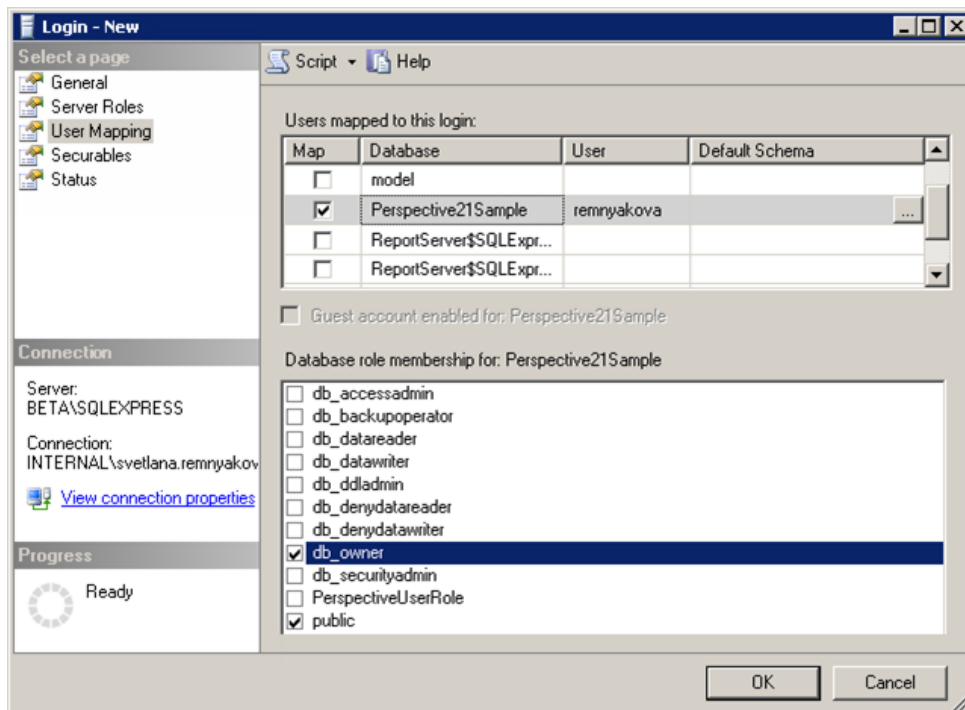 Login - New
Select a page
General
Server Roles
User Mapping
Securables
Status
Script Help
Users mapped to this login:
Map Database User Default Schema
model
Perspective21Sample remnyakova ...
ReportServer$SQLExpr...
ReportServer$SQLExpr...
Guest account enabled for: Perspective21Sample
Connection
Server:
BETA\SQLEXPRESS
Connection:
INTERNAL\svetlana.remnyakov
View connection properties
Progress
Ready
Database role membership for: Perspective21Sample
db_accessadmin
db_backupoperator
db_datareader
db_datawriter
db_ddladmin
db_denydatareader
db_denydatawriter
db_owner
db_securityadmin
PerspectiveUserRole
public
OK Cancel